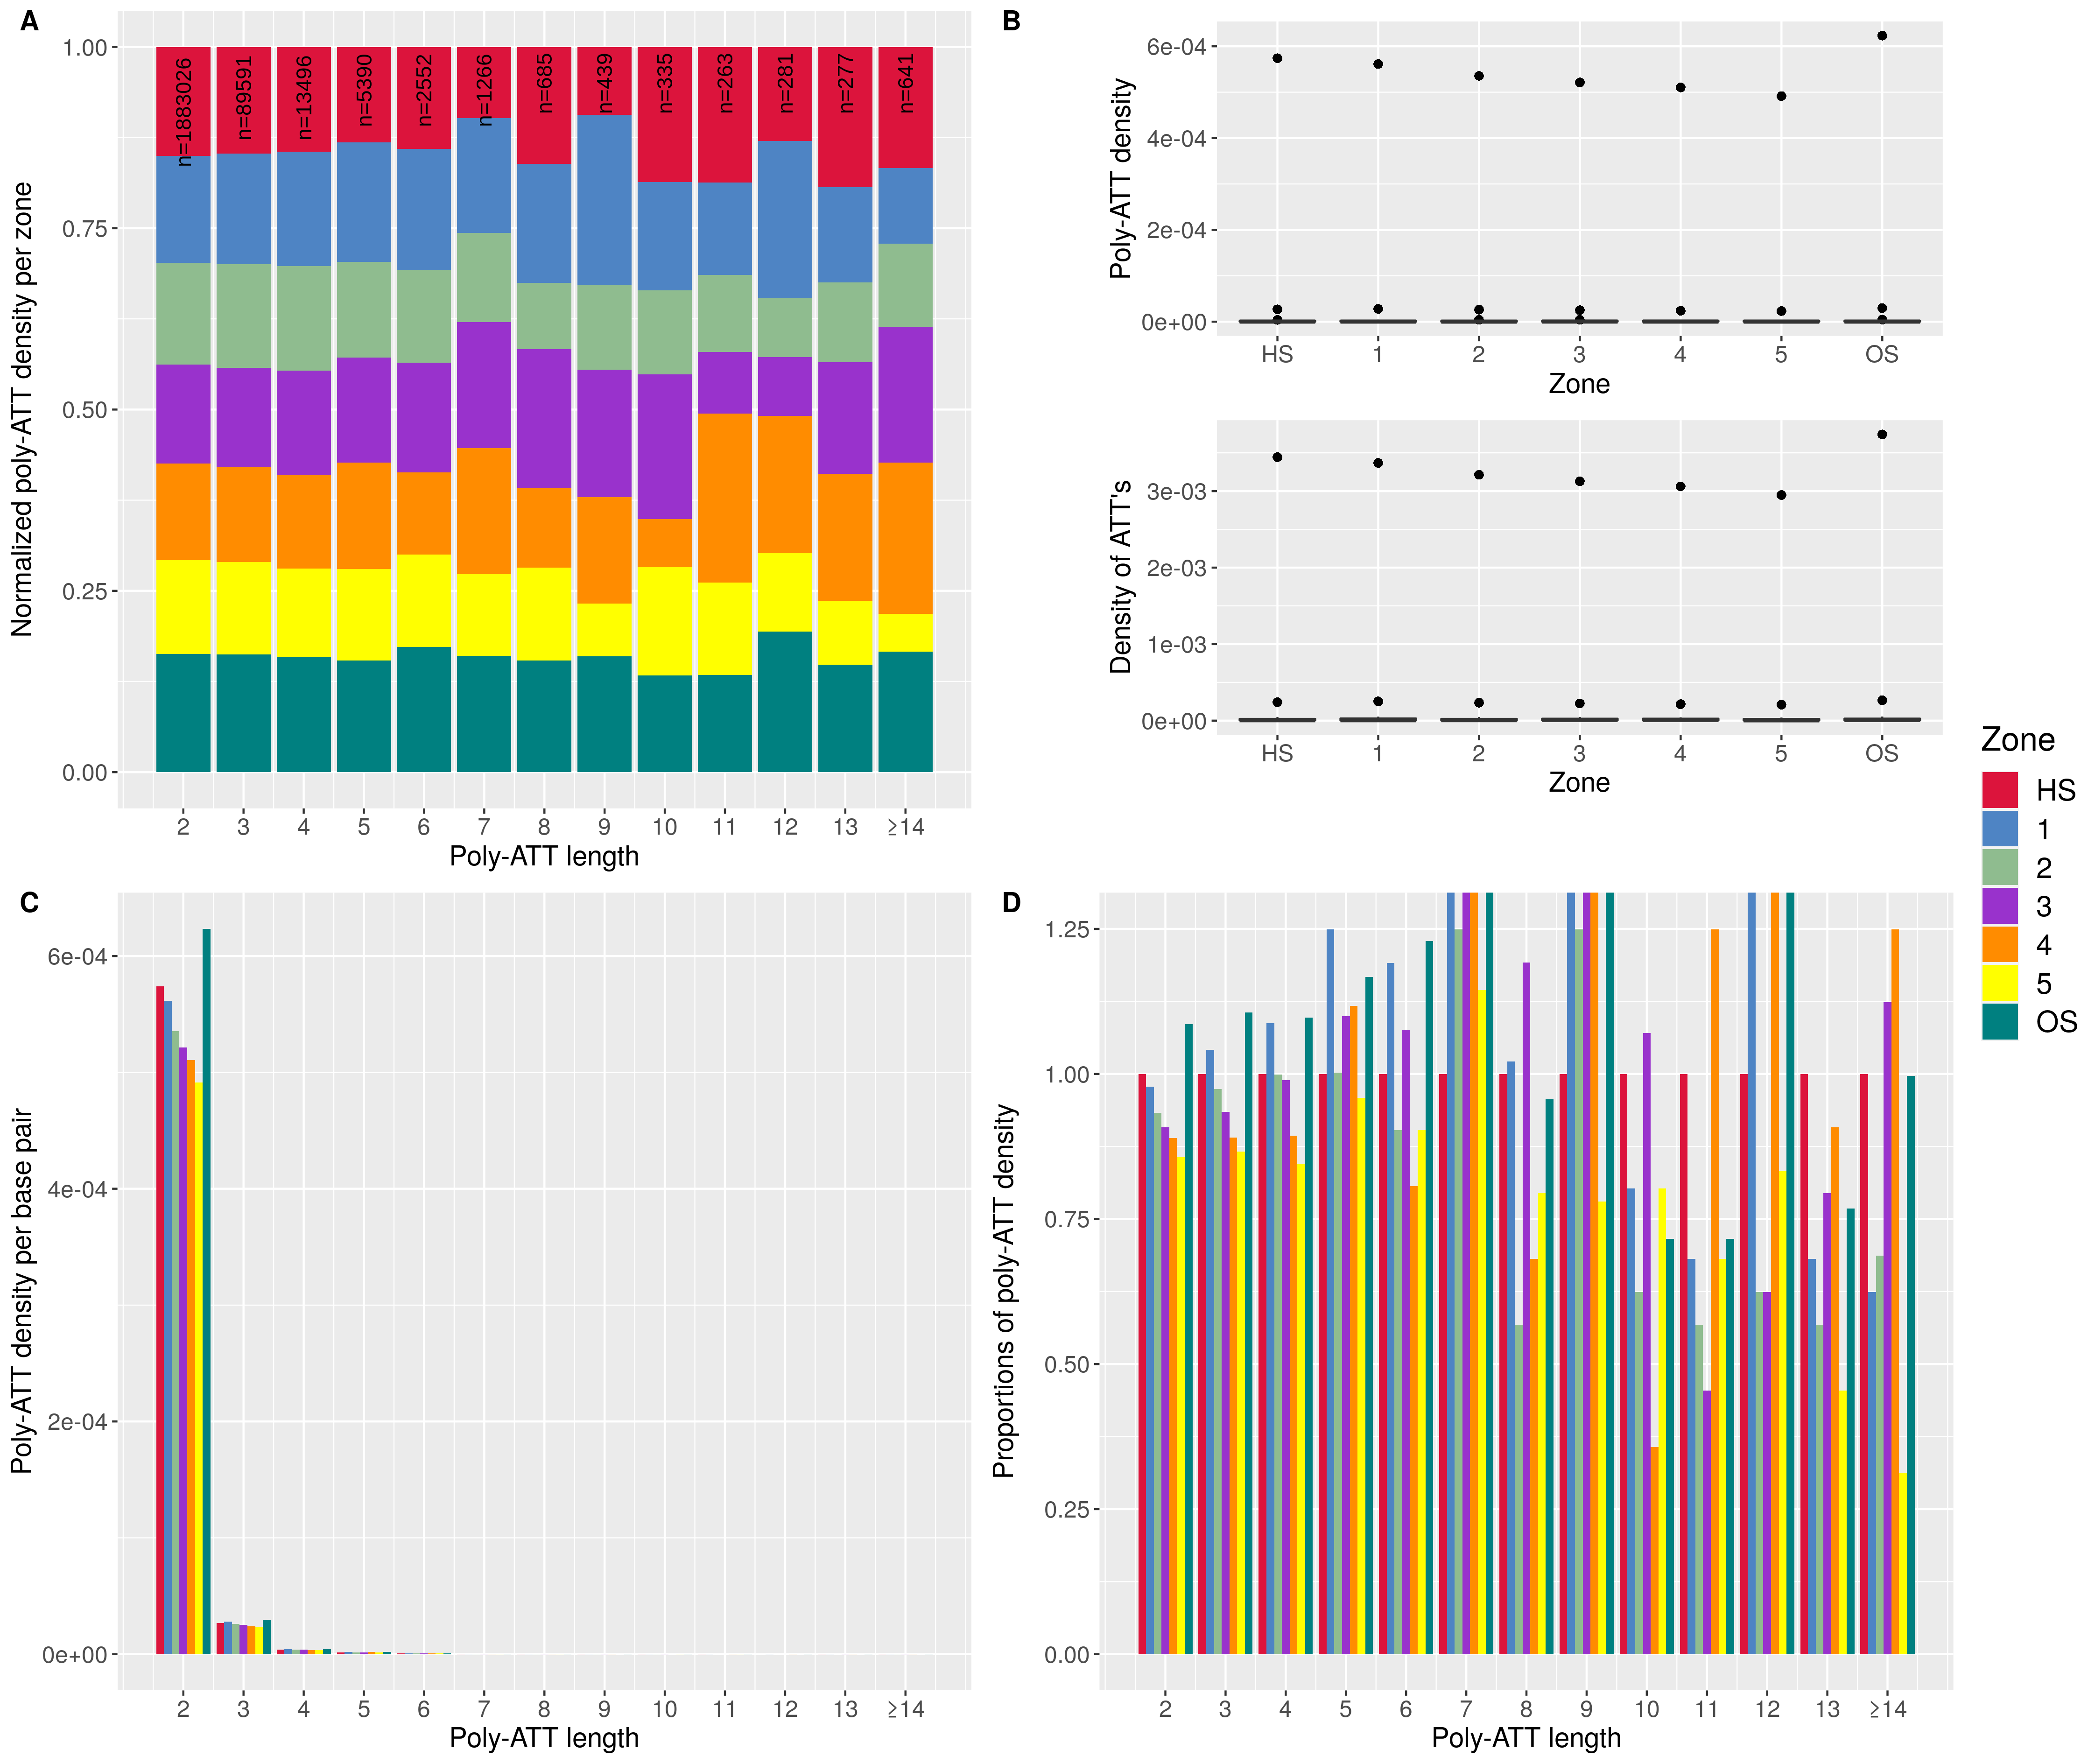 A
Normalized poly-ATT density per zone
1.00
0.75
0.50
0.25
0.00
n=1883026
n=89591
n=13496
n=5390
n=2552
n=1266
n=685
n=439
n=335
n=263
n=281
n=277
n=641
2 3 4 5 6 7 8 9 10 11 12 13 ≥14
Poly-ATT length
B
Poly-ATT density
6e-04
4e-04
2e-04
0e+00
HS 1 2 3 4 5 OS
Zone
Density of ATT's
3e-03
2e-03
1e-03
0e+00
HS 1 2 3 4 5 OS
Zone
C
Poly-ATT density per base pair
6e-04
4e-04
2e-04
0e+00
2 3 4 5 6 7 8 9 10 11 12 13 ≥14
Poly-ATT length
D
Proportions of poly-ATT density
1.25
1.00
0.75
0.50
0.25
0.00
2 3 4 5 6 7 8 9 10 11 12 13 ≥14
Poly-ATT length
Zone
HS
1
2
3
4
5
OS